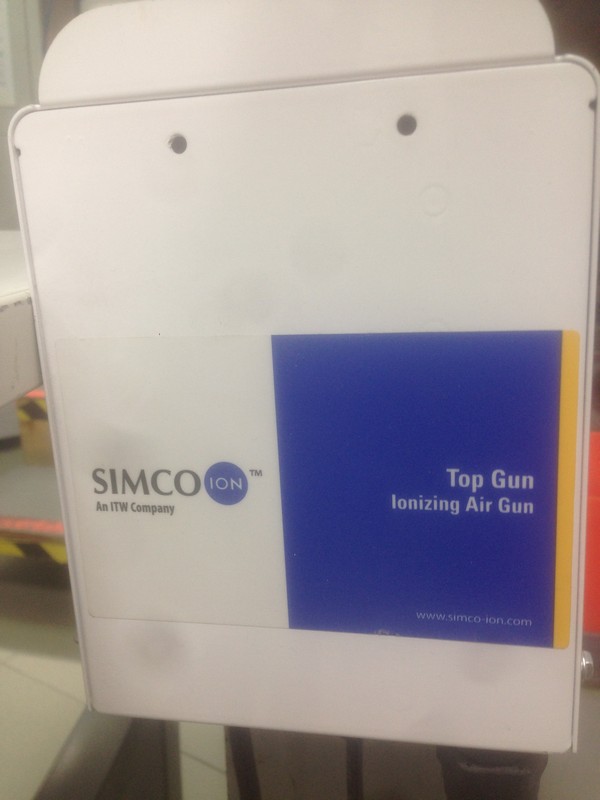 SIMCO ION™
An ITW Company
Top Gun
Ionizing Air Gun
www.simco-ion.com